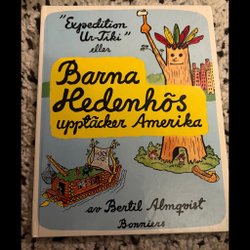 "Expedition
Ur-Tiki"
eller
Barna
Hedenhös
upptäcker Amerika
av Bertil Almqvist
Bonniers